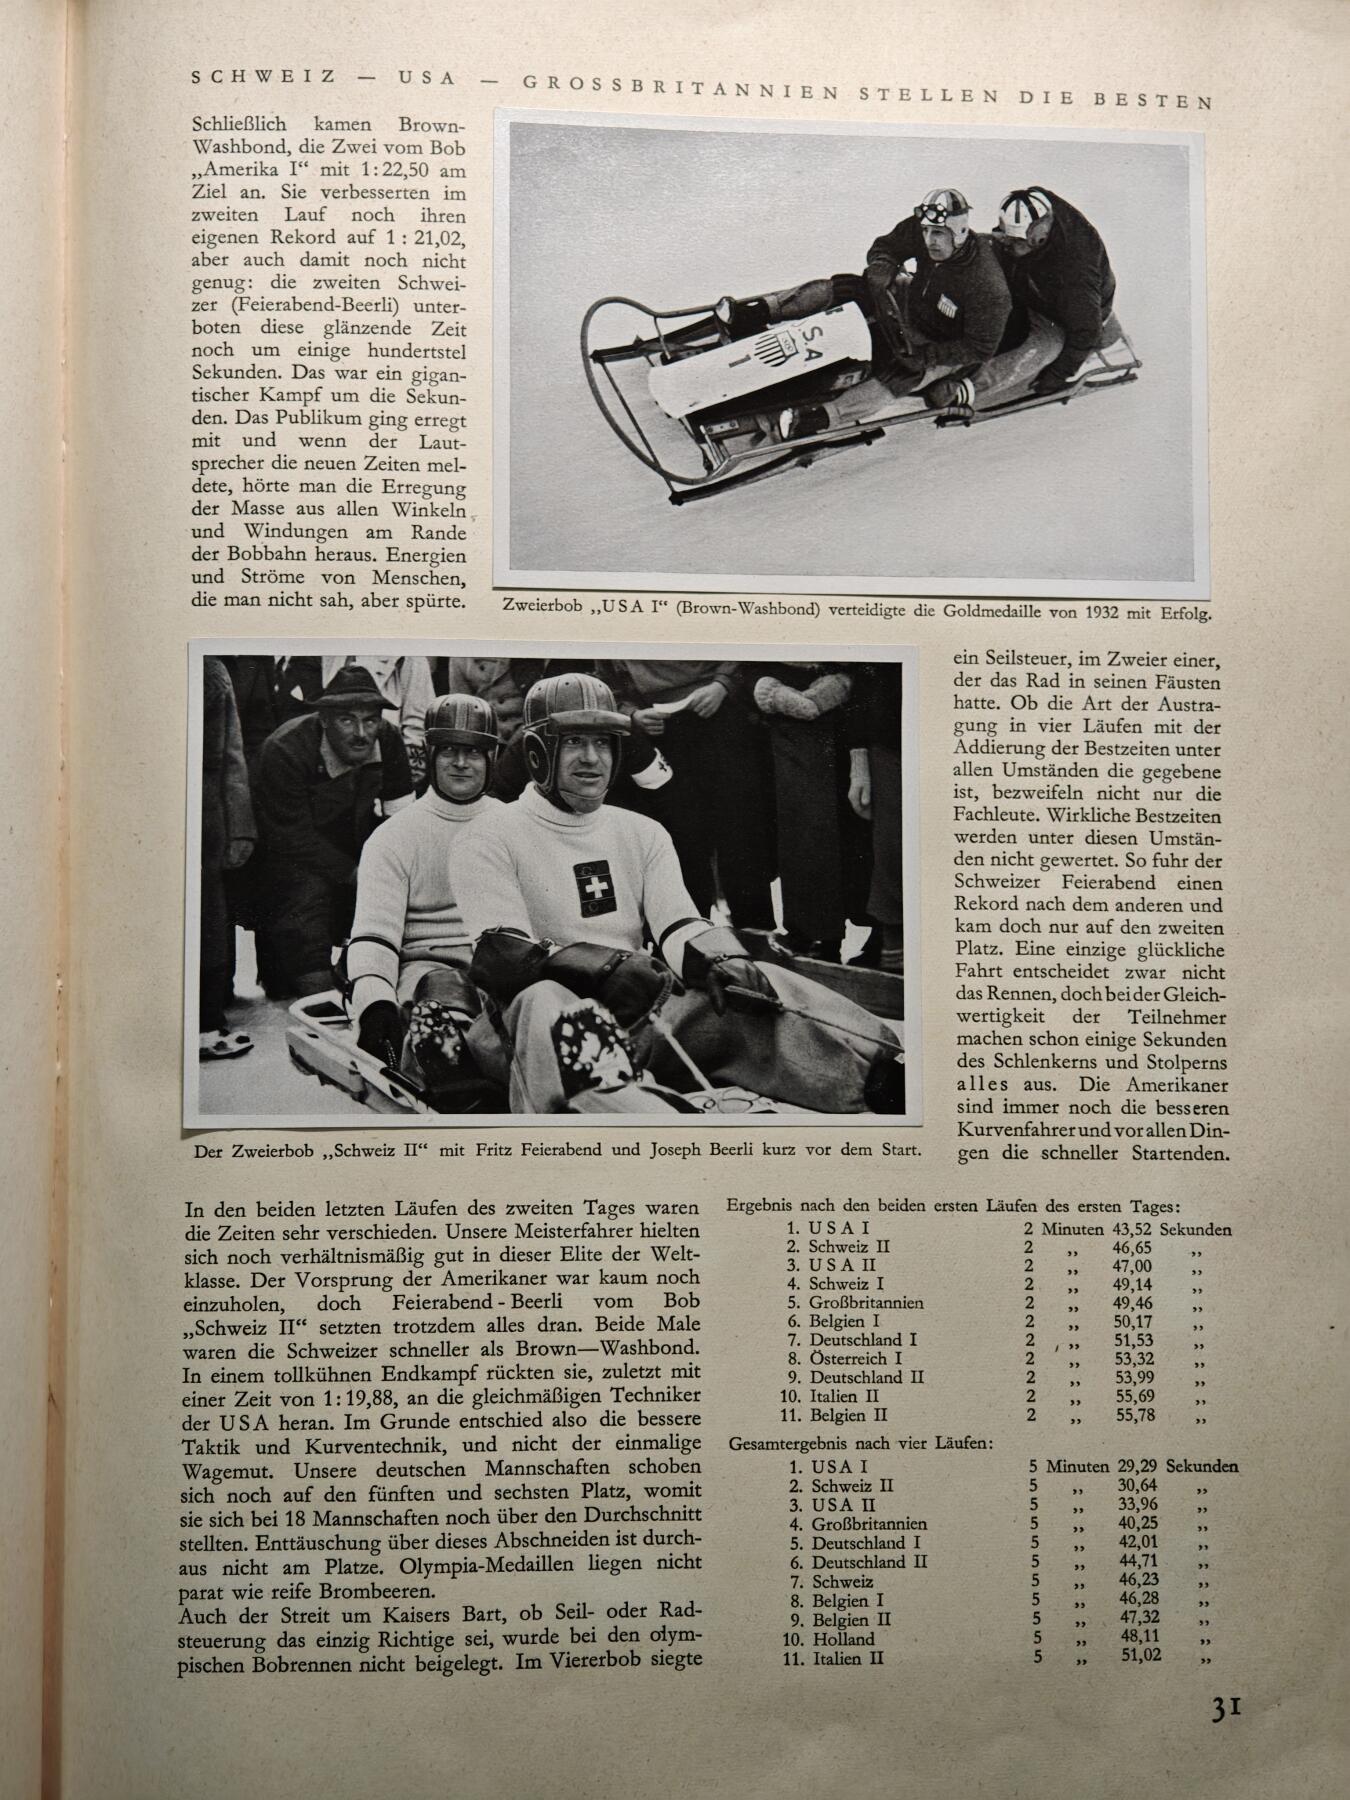 SCHWEIZ — USA — GROSSBRITANNIEN STELLEN DIE BESTEN
Schließlich kamen Brown-
Washbond, die Zwei vom Bob
„Amerika I“ mit 1:22,50 am
Ziel an. Sie verbesserten im
zweiten Lauf noch ihren
eigenen Rekord auf 1 : 21,02,
aber auch damit noch nicht
genug: die zweiten Schwei-
zer (Feierabend-Beerli) unter-
boten diese glänzende Zeit
noch um einige hundertstel
Sekunden. Das war ein gigan-
tischer Kampf um die Sekun-
den. Das Publikum ging erregt
mit und wenn der Laut-
sprecher die neuen Zeiten mel-
dete, hörte man die Erregung
der Masse aus allen Winkeln
und Windungen am Rande
der Bobbahn heraus. Energien
und Ströme von Menschen,
die man nicht sah, aber spürte.
U.S.A
1
Zweierbob „USA I“ (Brown-Washbond) verteidigte die Goldmedaille von 1932 mit Erfolg.
Der Zweierbob „Schweiz II“ mit Fritz Feierabend und Joseph Beerli kurz vor dem Start.
ein Seilsteuer, im Zweier einer,
der das Rad in seinen Fäusten
hatte. Ob die Art der Austra-
gung in vier Läufen mit der
Addierung der Bestzeiten unter
allen Umständen die gegebene
ist, bezweifeln nicht nur die
Fachleute. Wirkliche Bestzeiten
werden unter diesen Umstän-
den nicht gewertet. So fuhr der
Schweizer Feierabend einen
Rekord nach dem anderen und
kam doch nur auf den zweiten
Platz. Eine einzige glückliche
Fahrt entscheidet zwar nicht
das Rennen, doch bei der Gleich-
wertigkeit der Teilnehmer
machen schon einige Sekunden
des Schlenkerns und Stolperns
alles aus. Die Amerikaner
sind immer noch die besseren
Kurvenfahrer und vor allen Din-
gen die schneller Startenden.
In den beiden letzten Läufen des zweiten Tages waren
die Zeiten sehr verschieden. Unsere Meisterfahrer hielten
sich noch verhältnismäßig gut in dieser Elite der Welt-
klasse. Der Vorsprung der Amerikaner war kaum noch
einzuholen, doch Feierabend - Beerli vom Bob
„Schweiz II“ setzten trotzdem alles dran. Beide Male
waren die Schweizer schneller als Brown—Washbond.
In einem tollkühnen Endkampf rückten sie, zuletzt mit
einer Zeit von 1:19,88, an die gleichmäßigen Techniker
der USA heran. Im Grunde entschied also die bessere
Taktik und Kurventechnik, und nicht der einmalige
Wagemut. Unsere deutschen Mannschaften schoben
sich noch auf den fünften und sechsten Platz, womit
sie sich bei 18 Mannschaften noch über den Durchschnitt
stellten. Enttäuschung über dieses Abschneiden ist durch-
aus nicht am Platze. Olympia-Medaillen liegen nicht
parat wie reife Brombeeren.
Auch der Streit um Kaisers Bart, ob Seil- oder Rad-
steuerung das einzig Richtige sei, wurde bei den olym-
pischen Bobrennen nicht beigelegt. Im Viererbob siegte
Ergebnis nach den beiden ersten Läufen des ersten Tages:
1. USA I 2 Minuten 43,52 Sekunden
2. Schweiz II 2 „ 46,65 „
3. USA II 2 „ 47,00 „
4. Schweiz I 2 „ 49,14 „
5. Großbritannien 2 „ 49,46 „
6. Belgien I 2 „ 50,17 „
7. Deutschland I 2 „ 51,53 „
8. Österreich I 2 „ 53,32 „
9. Deutschland II 2 „ 53,99 „
10. Italien II 2 „ 55,69 „
11. Belgien II 2 „ 55,78 „
Gesamtergebnis nach vier Läufen:
1. USA I 5 Minuten 29,29 Sekunden
2. Schweiz II 5 „ 30,64 „
3. USA II 5 „ 33,96 „
4. Großbritannien 5 „ 40,25 „
5. Deutschland I 5 „ 42,01 „
6. Deutschland II 5 „ 44,71 „
7. Schweiz 5 „ 46,23 „
8. Belgien I 5 „ 46,28 „
9. Belgien II 5 „ 47,32 „
10. Holland 5 „ 48,11 „
11. Italien II 5 „ 51,02 „
31